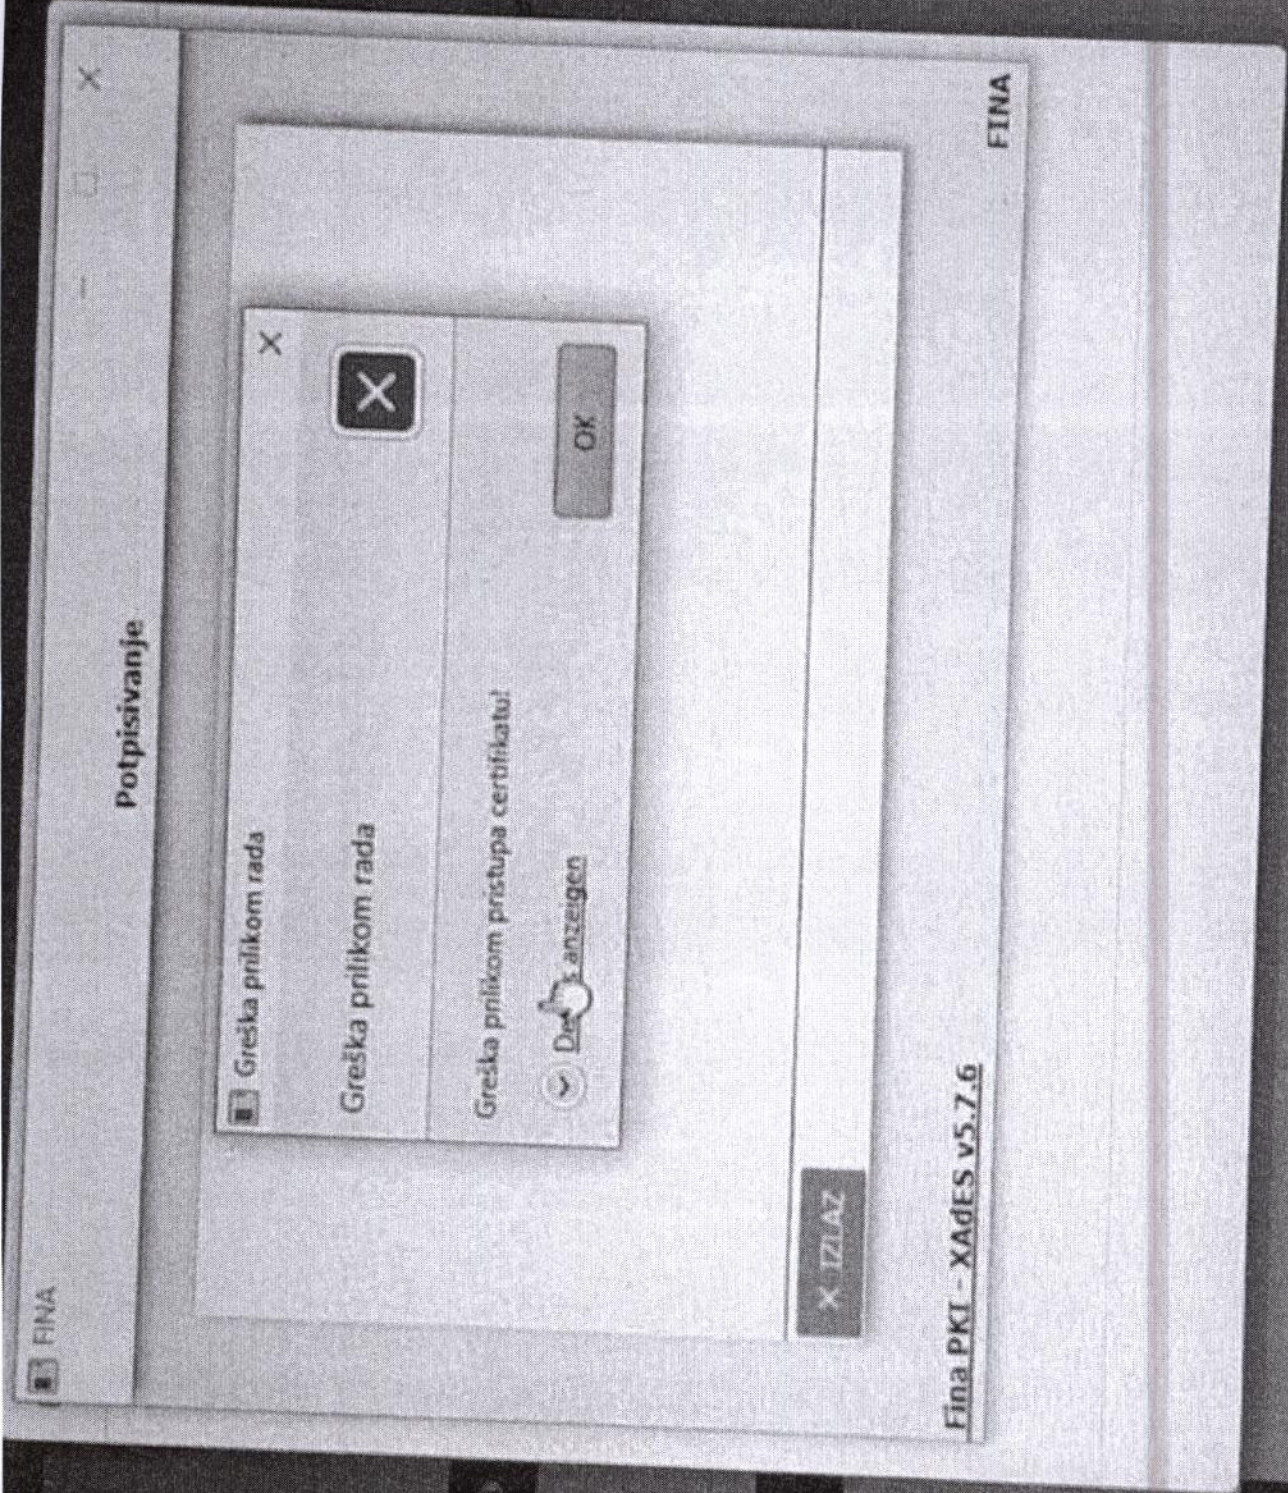 FINA
Potpisivanje
Greška prilikom rada
Greška prilikom rada
Greška prilikom pristupa certifikatu!
anzeigen
OK
X IZLAZ
Fina PKI - XAdES v5.7.6
FINA